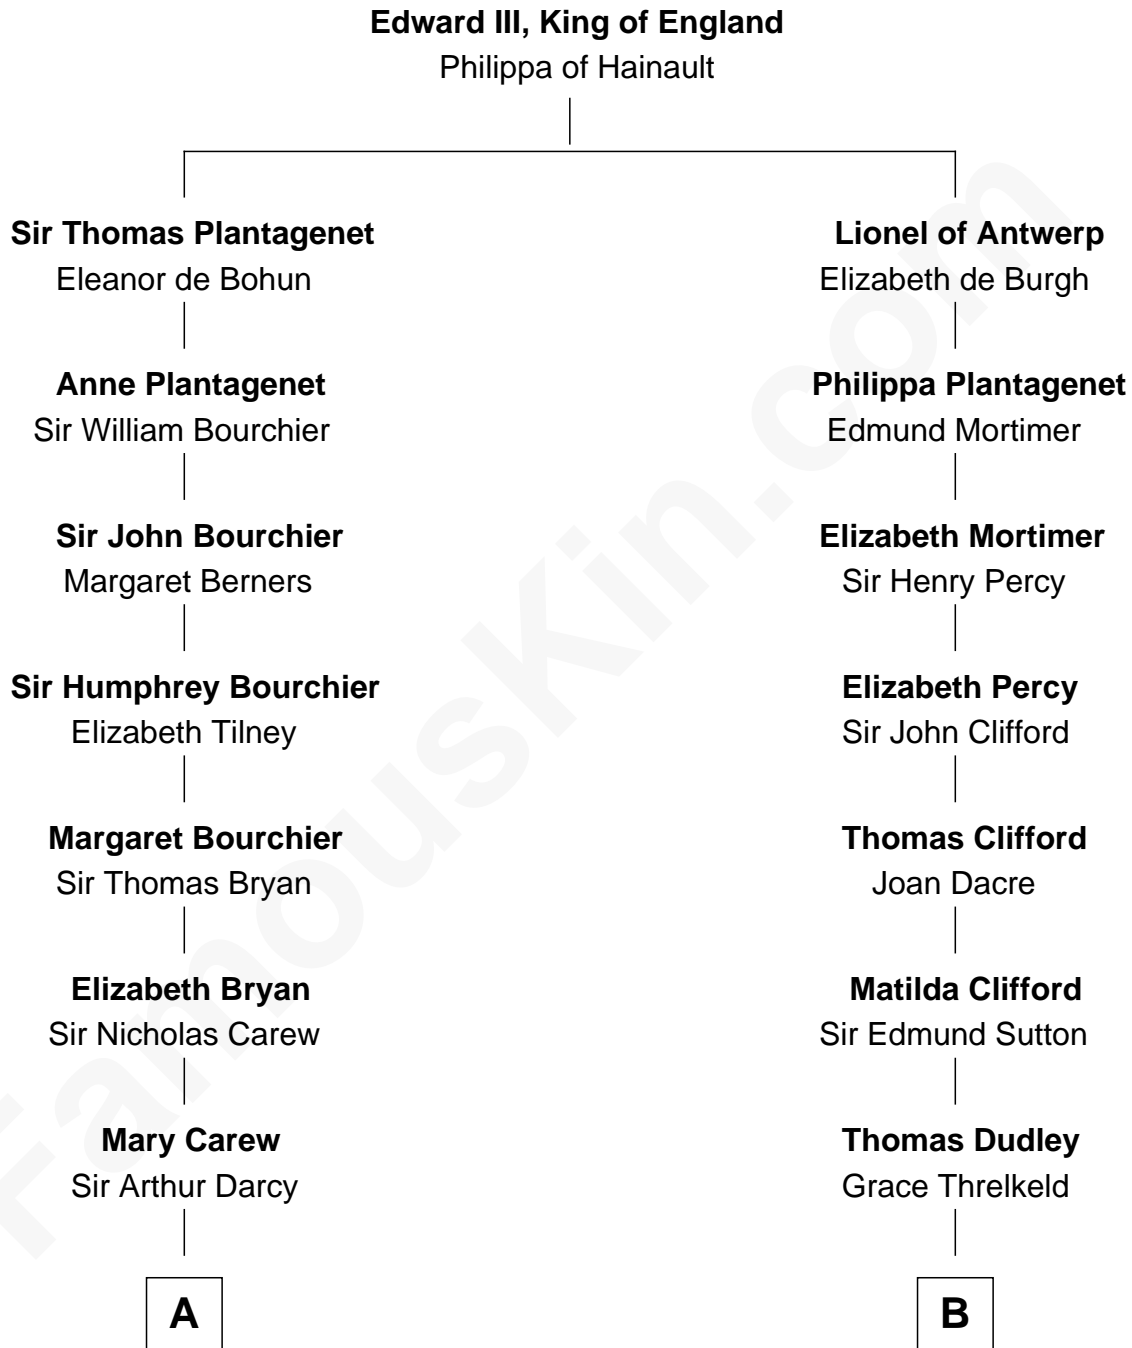 Edward III, King of England
Philippa of Hainault
Sir Thomas Plantagenet
Eleanor de Bohun
Anne Plantagenet
Sir William Bourchier
Sir John Bourchier
Margaret Berners
Sir Humphrey Bourchier
Elizabeth Tilney
Margaret Bourchier
Sir Thomas Bryan
Elizabeth Bryan
Sir Nicholas Carew
Mary Carew
Sir Arthur Darcy
A
Lionel of Antwerp
Elizabeth de Burgh
Philippa Plantagenet
Edmund Mortimer
Elizabeth Mortimer
Sir Henry Percy
Elizabeth Percy
Sir John Clifford
Thomas Clifford
Joan Dacre
Matilda Clifford
Sir Edmund Sutton
Thomas Dudley
Grace Threlkeld
B
FamousKin.com